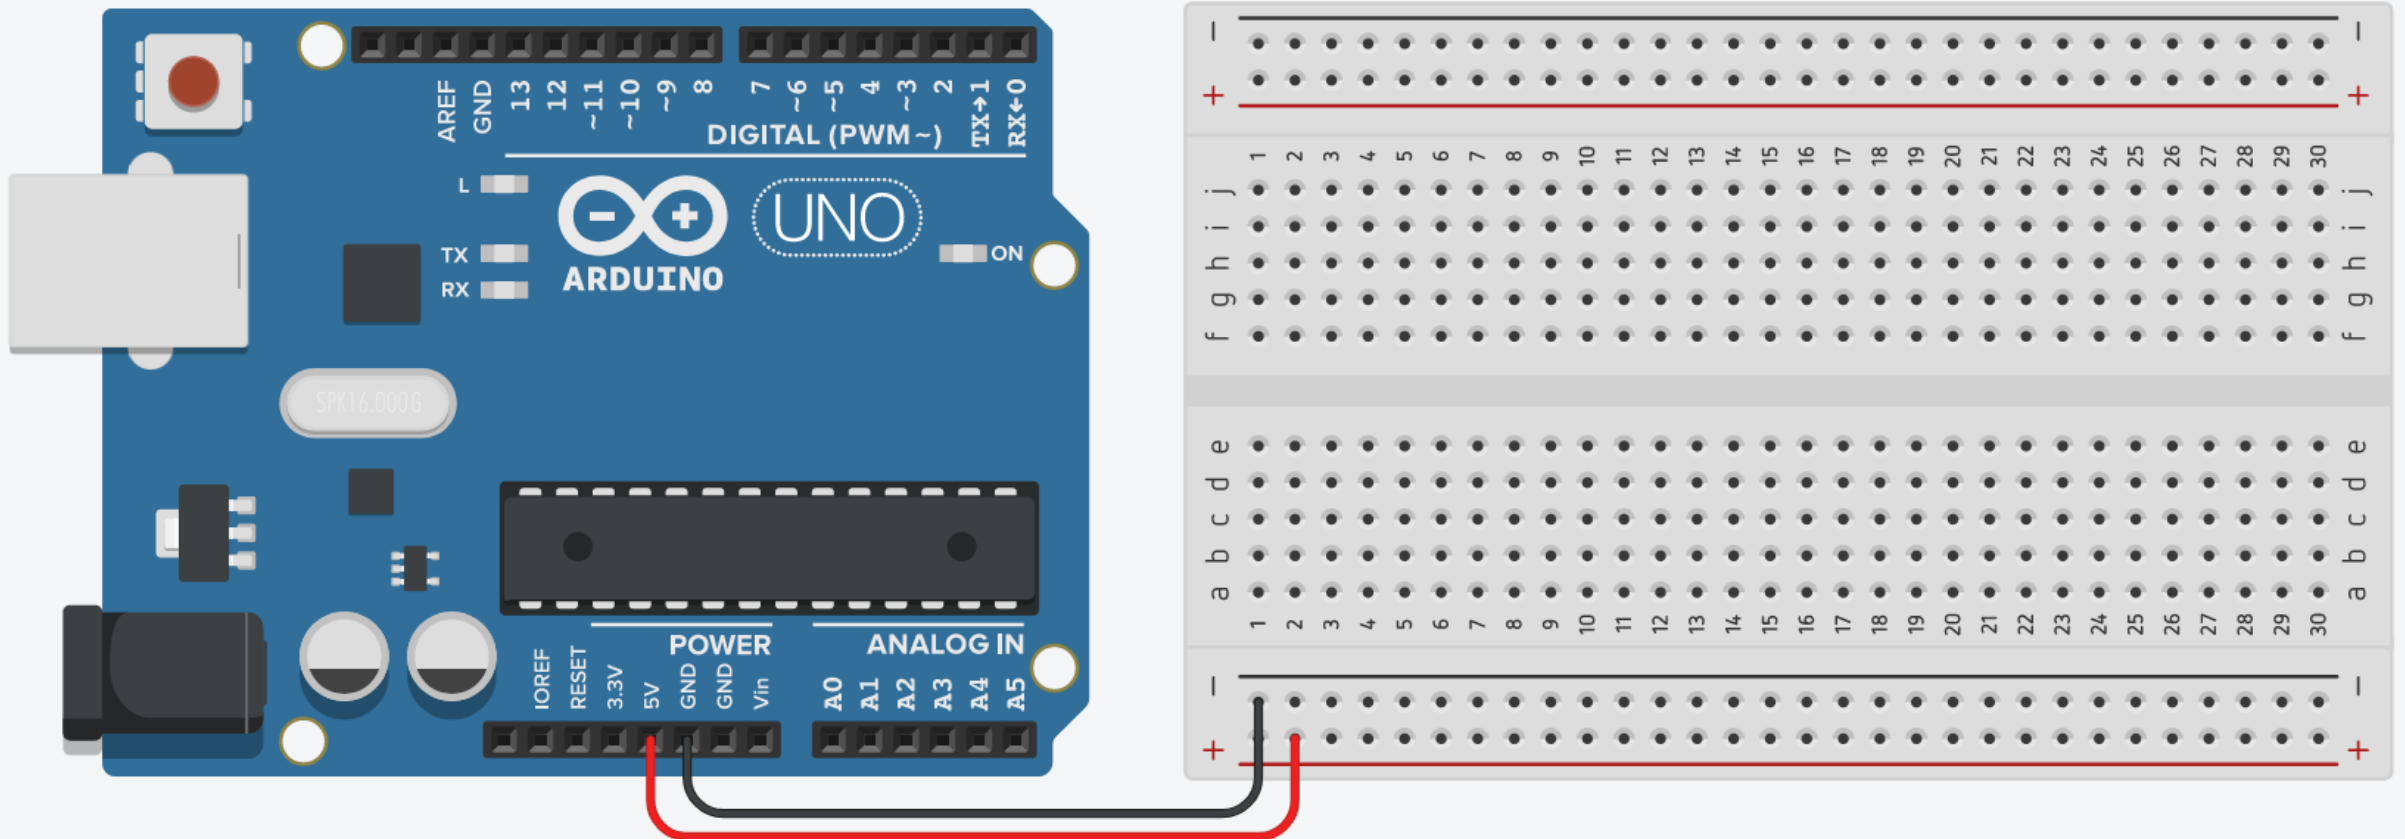 AREF GND 13 12 ~11 ~10 ~9 8 7 ~6 ~5 4 ~3 2 TX→1 RX←0
DIGITAL (PWM~)
L
TX
RX
ARDUINO
UNO
ON
SPK16.000G
POWER
ANALOG IN
IOREF RESET 3.3V 5V GND GND Vin
A0 A1 A2 A3 A4 A5
− −
+ +
1 2 3 4 5 6 7 8 9 10 11 12 13 14 15 16 17 18 19 20 21 22 23 24 25 26 27 28 29 30
j j
i i
h h
g g
f f
e e
d d
c c
b b
a a
1 2 3 4 5 6 7 8 9 10 11 12 13 14 15 16 17 18 19 20 21 22 23 24 25 26 27 28 29 30
− −
+ +